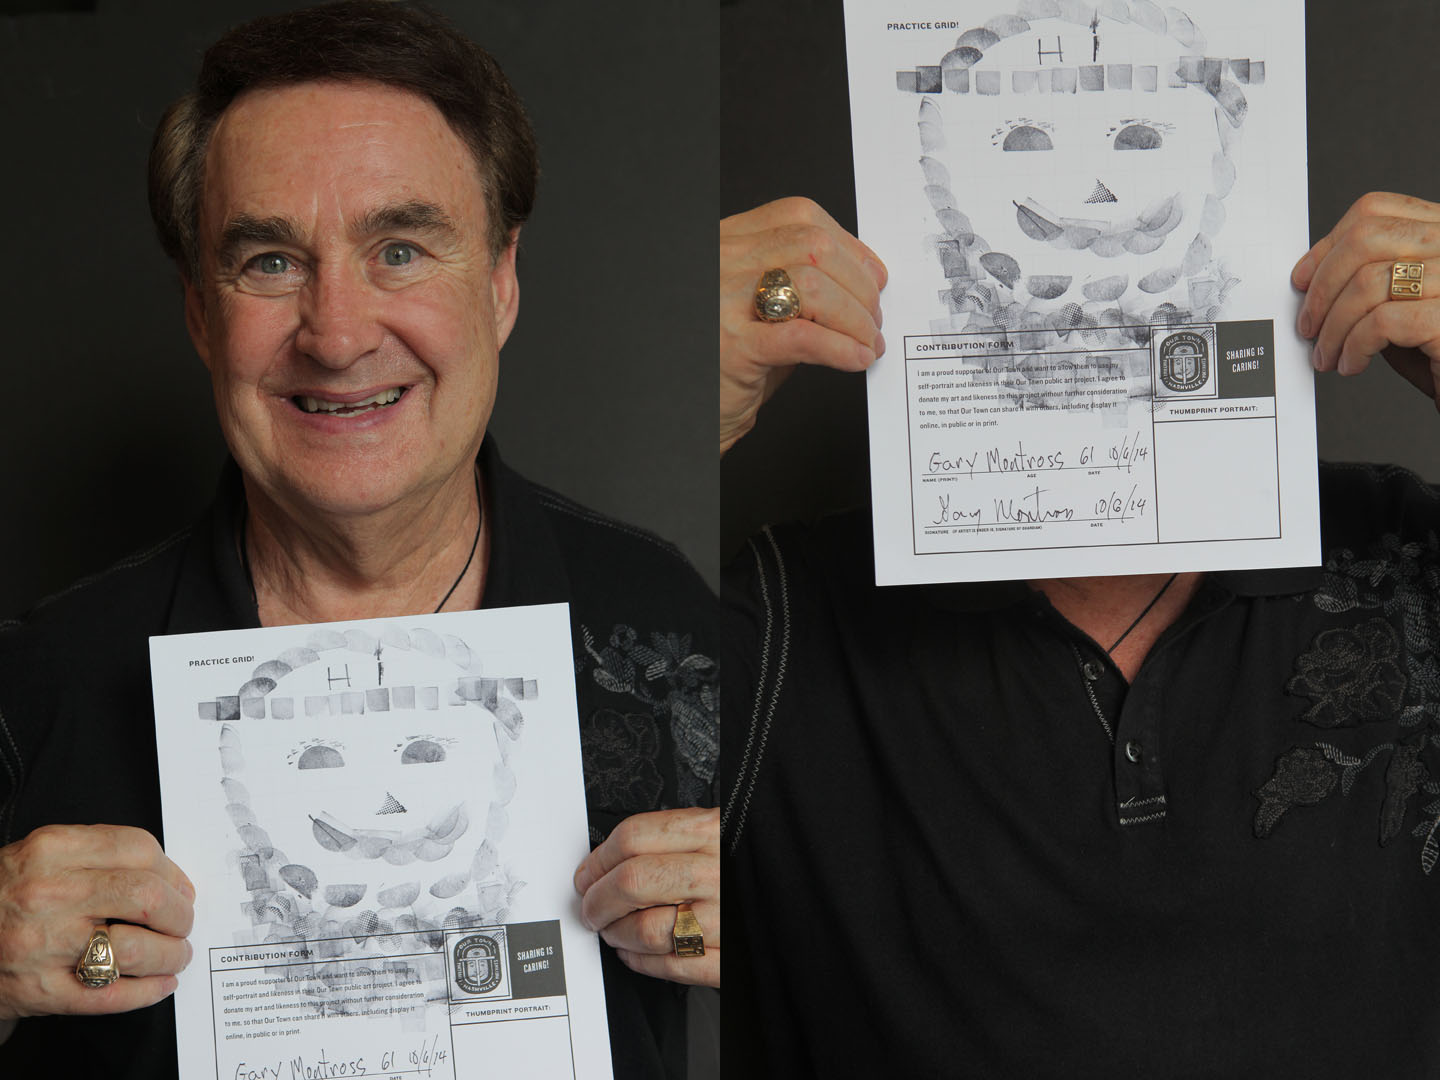 PRACTICE GRID!
HI
CONTRIBUTION FORM
I am a proud supporter of Our Town and want to allow them to use my
self-portrait and likeness in their Our Town public art project. I agree to
donate my art and likeness to this project without further consideration
to me, so that Our Town can share it with others, including display it
online, in public or in print.
OUR TOWN
NASHVILLE
SHARING IS
CARING!
THUMBPRINT PORTRAIT:
Gary Montross 61 10/6/14
DATE
PRACTICE GRID!
HI
CONTRIBUTION FORM
I am a proud supporter of Our Town and want to allow them to use my
self-portrait and likeness in their Our Town public art project. I agree to
donate my art and likeness to this project without further consideration
to me, so that Our Town can share it with others, including display it
online, in public or in print.
OUR TOWN
NASHVILLE
SHARING IS
CARING!
THUMBPRINT PORTRAIT:
Gary Montross 61 10/6/14
NAME (PRINT) AGE DATE
Gary Montross 10/6/14
SIGNATURE (IF ARTIST IS UNDER 18, SIGNATURE OF GUARDIAN) DATE